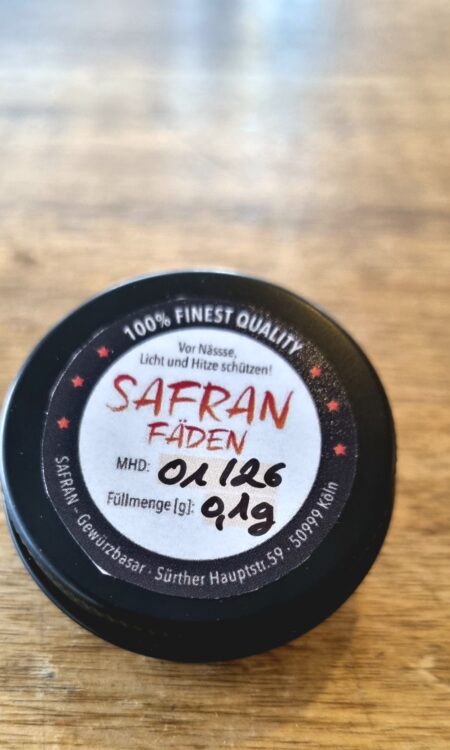 100% FINEST QUALITY
Vor Nässse,
Licht und Hitze schützen!
SAFRAN
FÄDEN
MHD: 01/26
Füllmenge [g]: 0,1g
SAFRAN - Gewürzbasar · Sürther Hauptstr.59 · 50999 Köln